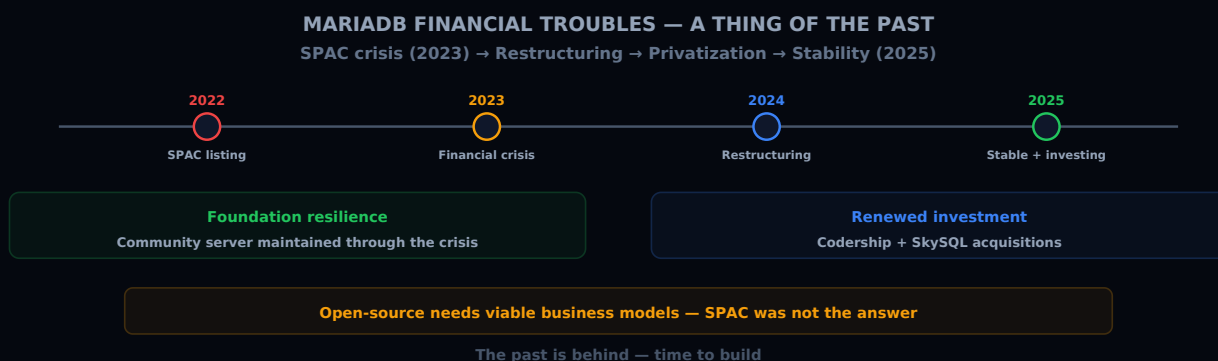 MARIADB FINANCIAL TROUBLES — A THING OF THE PAST
SPAC crisis (2023) → Restructuring → Privatization → Stability (2025)
2022
2023
2024
2025
SPAC listing
Financial crisis
Restructuring
Stable + investing
Foundation resilience
Community server maintained through the crisis
Renewed investment
Codership + SkySQL acquisitions
Open-source needs viable business models — SPAC was not the answer
The past is behind — time to build